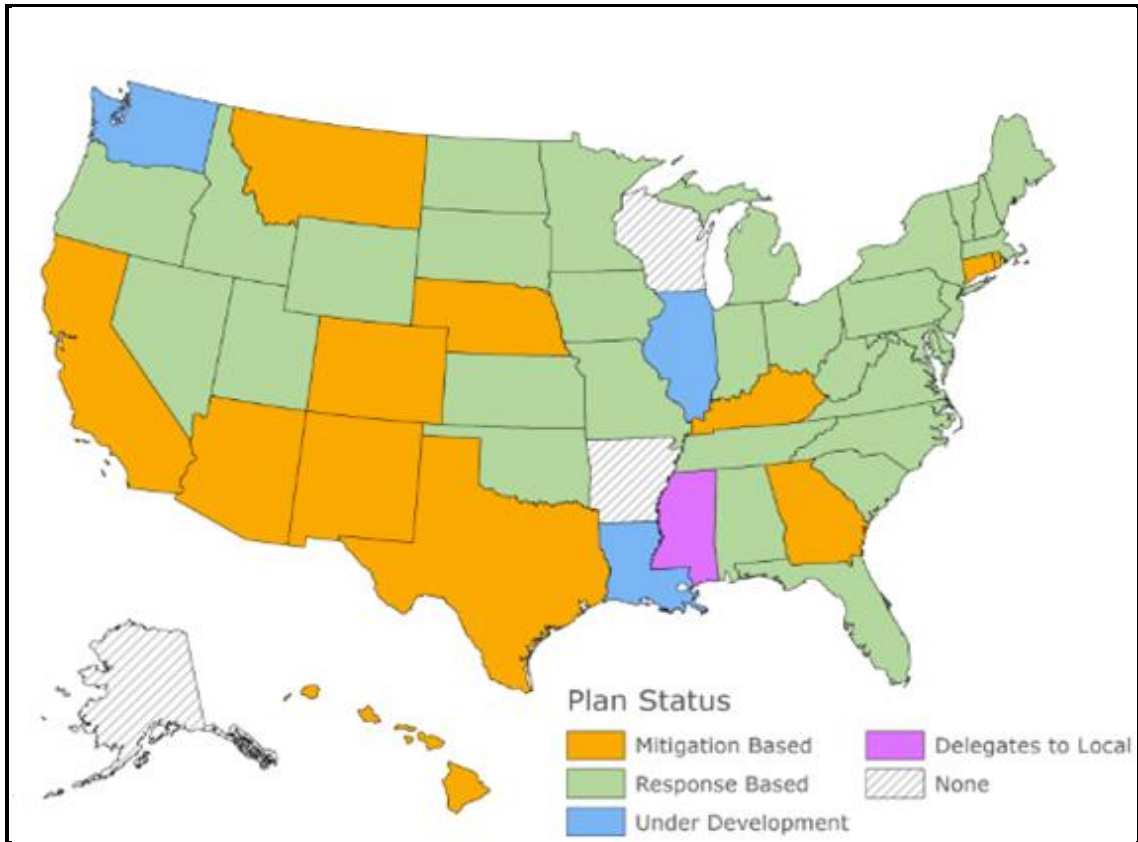 Plan Status
Mitigation Based
Delegates to Local
Response Based
None
Under Development